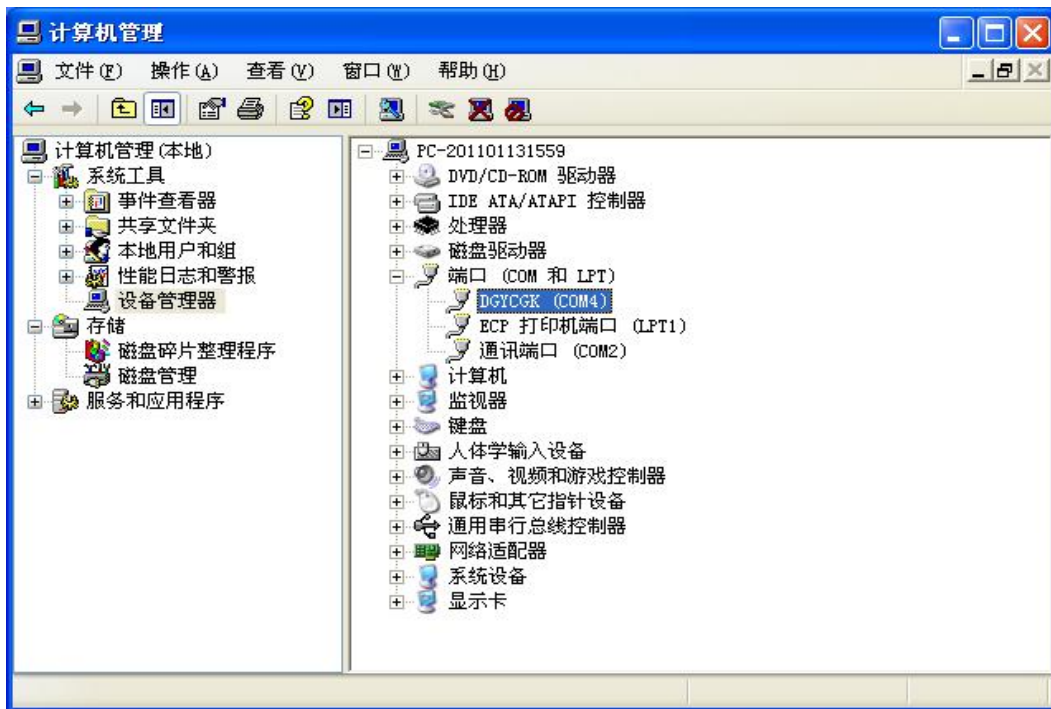 计算机管理
文件(F) 操作(A) 查看(V) 窗口(W) 帮助(H)
计算机管理(本地)
系统工具
事件查看器
共享文件夹
本地用户和组
性能日志和警报
设备管理器
存储
磁盘碎片整理程序
磁盘管理
服务和应用程序
PC-201101131559
DVD/CD-ROM 驱动器
IDE ATA/ATAPI 控制器
处理器
磁盘驱动器
端口 (COM 和 LPT)
DGYCGK (COM4)
ECP 打印机端口 (LPT1)
通讯端口 (COM2)
计算机
监视器
键盘
人体学输入设备
声音、视频和游戏控制器
鼠标和其它指针设备
通用串行总线控制器
网络适配器
系统设备
显示卡